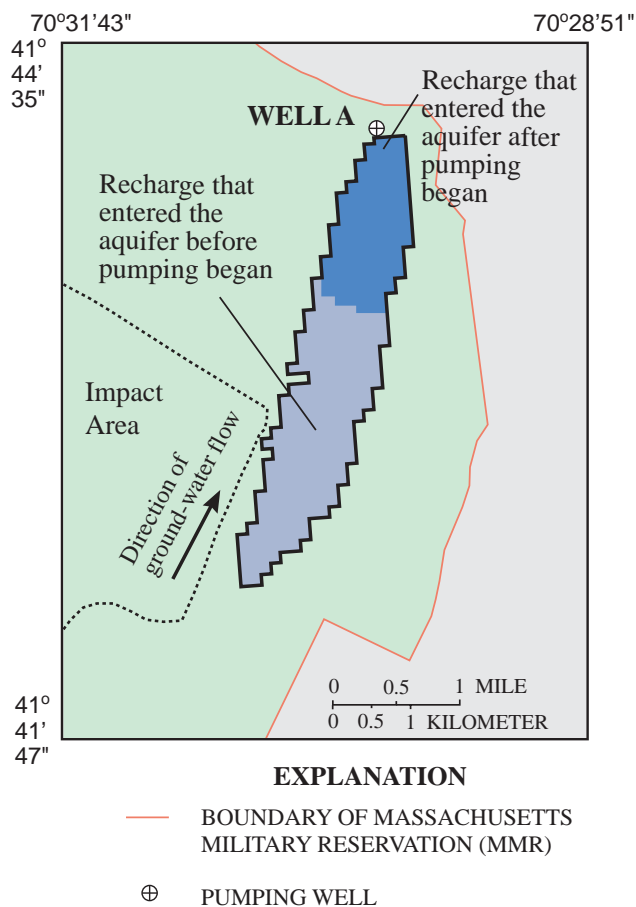 70°31'43"
70°28'51"
41°
44'
35"
WELL A
Recharge that
entered the
aquifer after
pumping
began
Recharge that
entered the
aquifer before
pumping began
Impact
Area
Direction of
ground-water flow
41°
41'
47"
0 0.5 1 MILE
0 0.5 1 KILOMETER
EXPLANATION
BOUNDARY OF MASSACHUSETTS
MILITARY RESERVATION (MMR)
PUMPING WELL